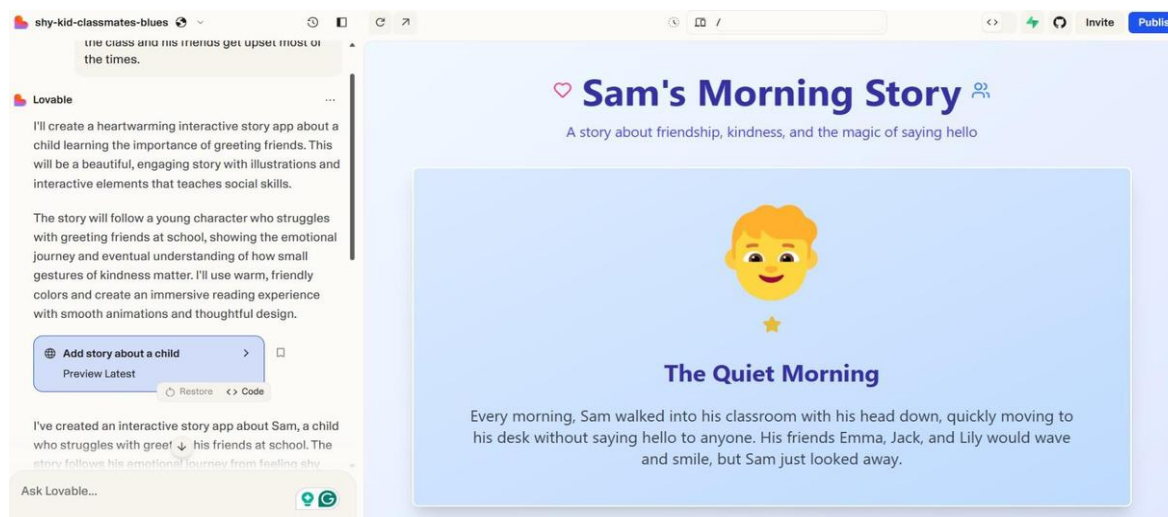 shy-kid-classmates-blues
/
Invite
Publis
the class and his friends get upset most of
the times.
Lovable
I'll create a heartwarming interactive story app about a
child learning the importance of greeting friends. This
will be a beautiful, engaging story with illustrations and
interactive elements that teaches social skills.
The story will follow a young character who struggles
with greeting friends at school, showing the emotional
journey and eventual understanding of how small
gestures of kindness matter. I'll use warm, friendly
colors and create an immersive reading experience
with smooth animations and thoughtful design.
Add story about a child
Preview Latest
Restore
Code
I've created an interactive story app about Sam, a child
who struggles with greet his friends at school. The
story follows his emotional journey from feeling shy
Ask Lovable...
Sam's Morning Story
A story about friendship, kindness, and the magic of saying hello
The Quiet Morning
Every morning, Sam walked into his classroom with his head down, quickly moving to
his desk without saying hello to anyone. His friends Emma, Jack, and Lily would wave
and smile, but Sam just looked away.